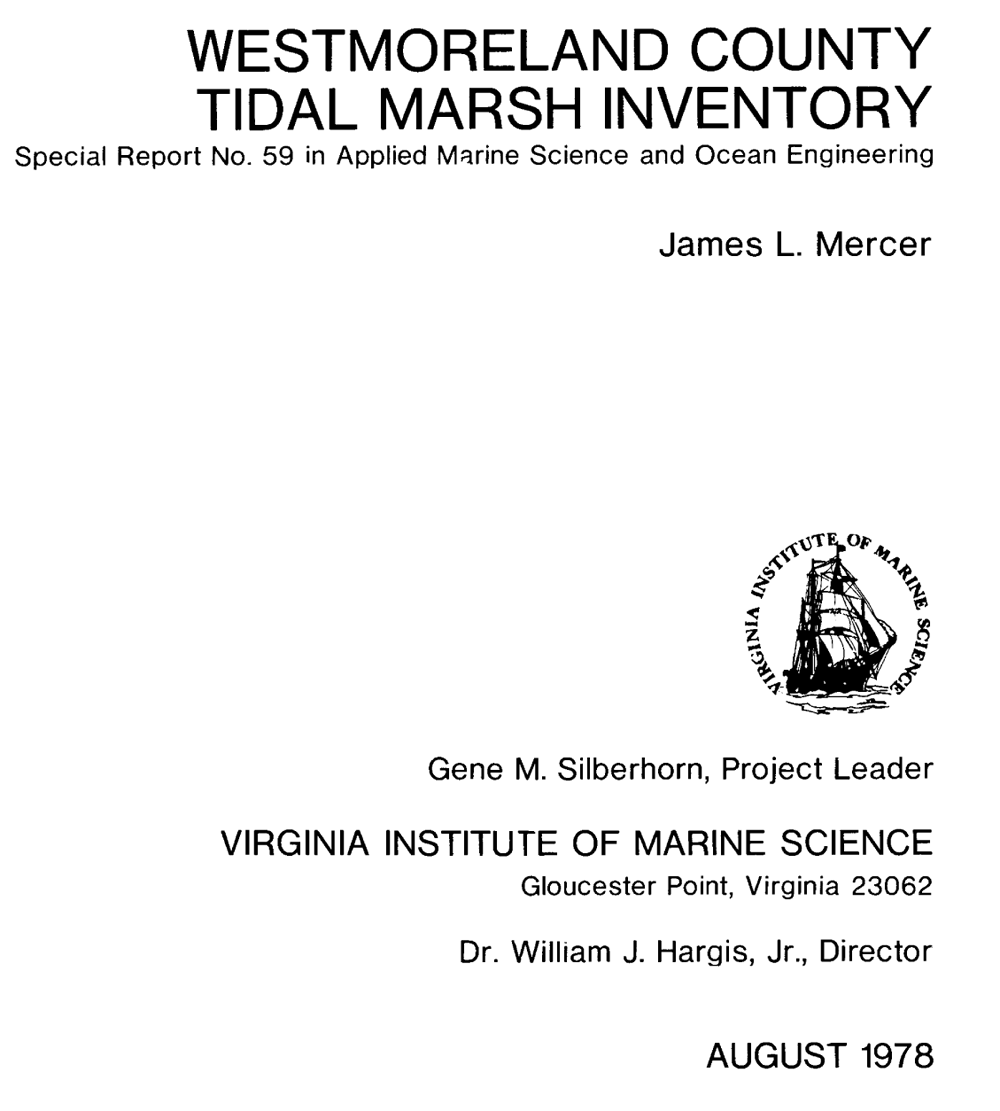 WESTMORELAND COUNTY
TIDAL MARSH INVENTORY
Special Report No. 59 in Applied Marine Science and Ocean Engineering
James L. Mercer
VIRGINIA INSTITUTE OF MARINE SCIENCE
Gene M. Silberhorn, Project Leader
VIRGINIA INSTITUTE OF MARINE SCIENCE
Gloucester Point, Virginia 23062
Dr. William J. Hargis, Jr., Director
AUGUST 1978